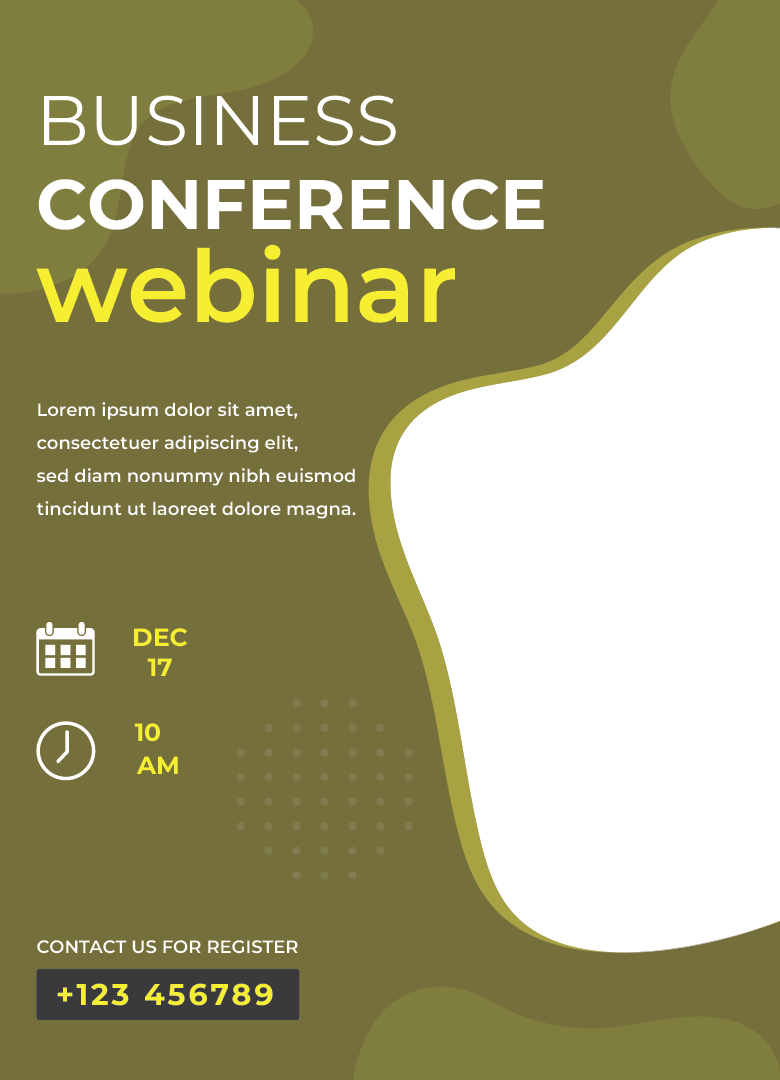 BUSINESS
CONFERENCE
webinar
Lorem ipsum dolor sit amet,
consectetuer adipiscing elit,
sed diam nonummy nibh euismod
tincidunt ut laoreet dolore magna.
DEC
17
10
AM
CONTACT US FOR REGISTER
+123 456789